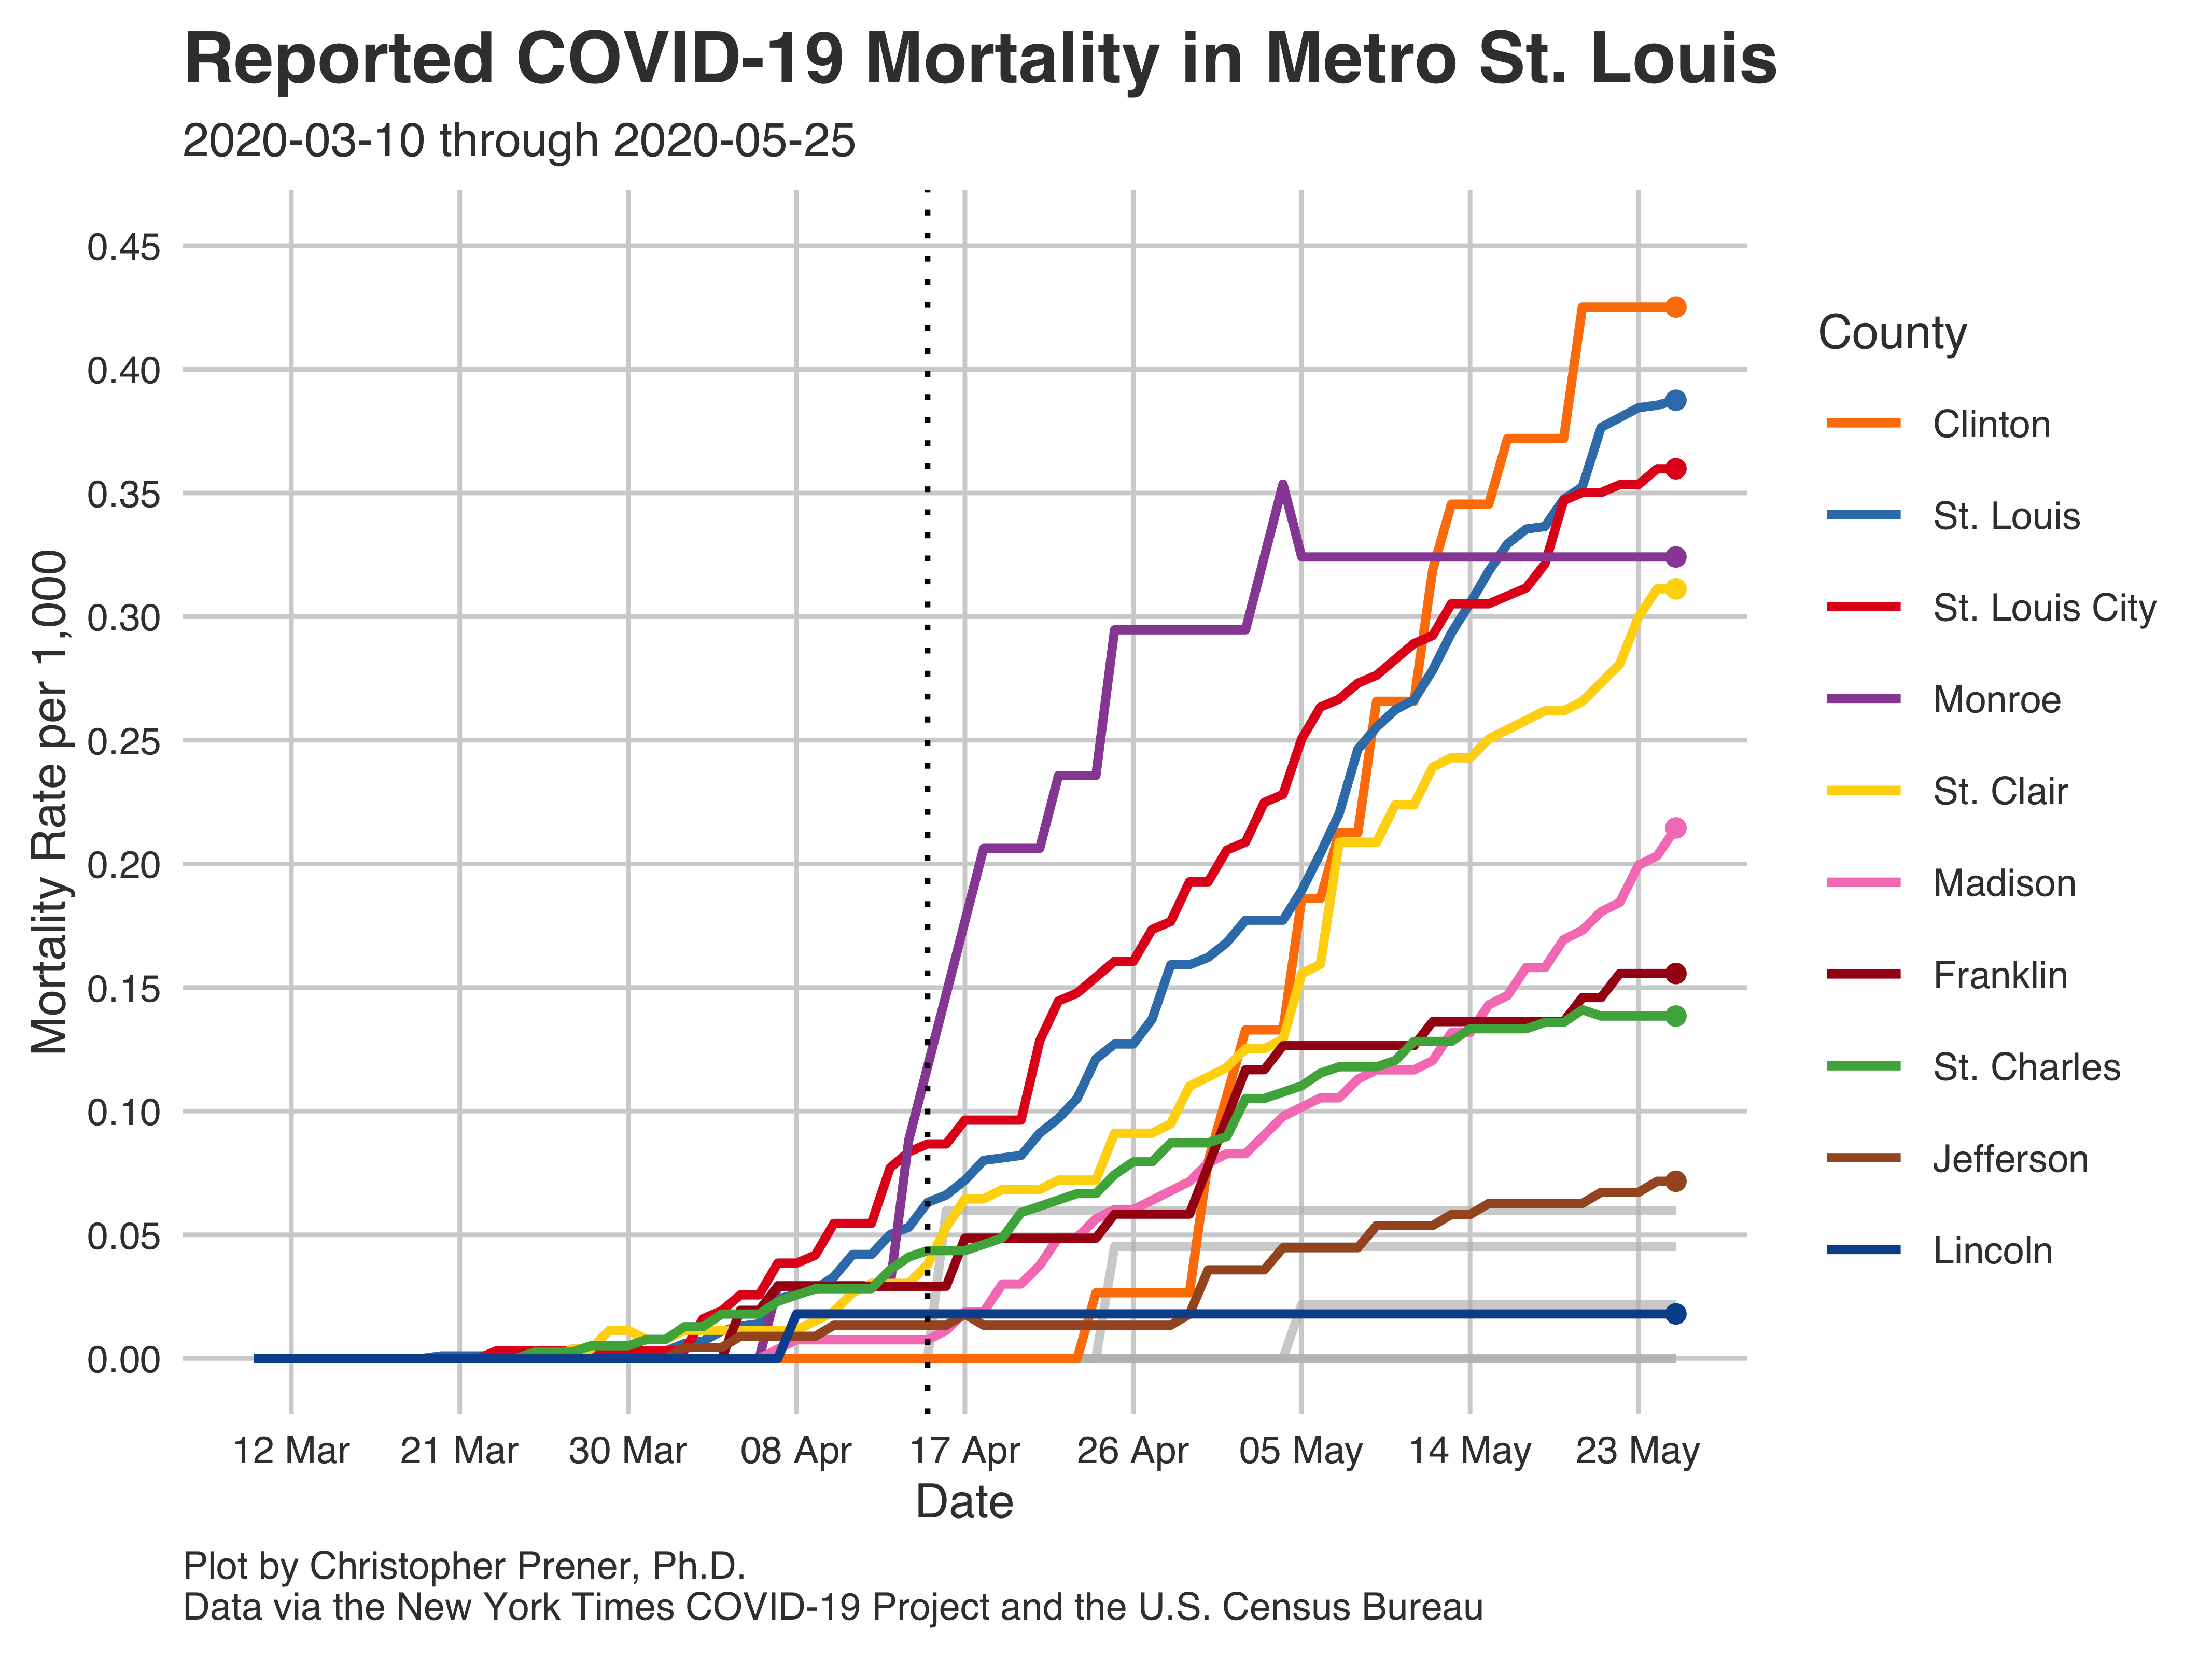 Reported COVID-19 Mortality in Metro St. Louis
2020-03-10 through 2020-05-25
Mortality Rate per 1,000
0.45
0.40
0.35
0.30
0.25
0.20
0.15
0.10
0.05
0.00
12 Mar
21 Mar
30 Mar
08 Apr
17 Apr
26 Apr
05 May
14 May
23 May
Date
County
Clinton
St. Louis
St. Louis City
Monroe
St. Clair
Madison
Franklin
St. Charles
Jefferson
Lincoln
Plot by Christopher Prener, Ph.D.
Data via the New York Times COVID-19 Project and the U.S. Census Bureau